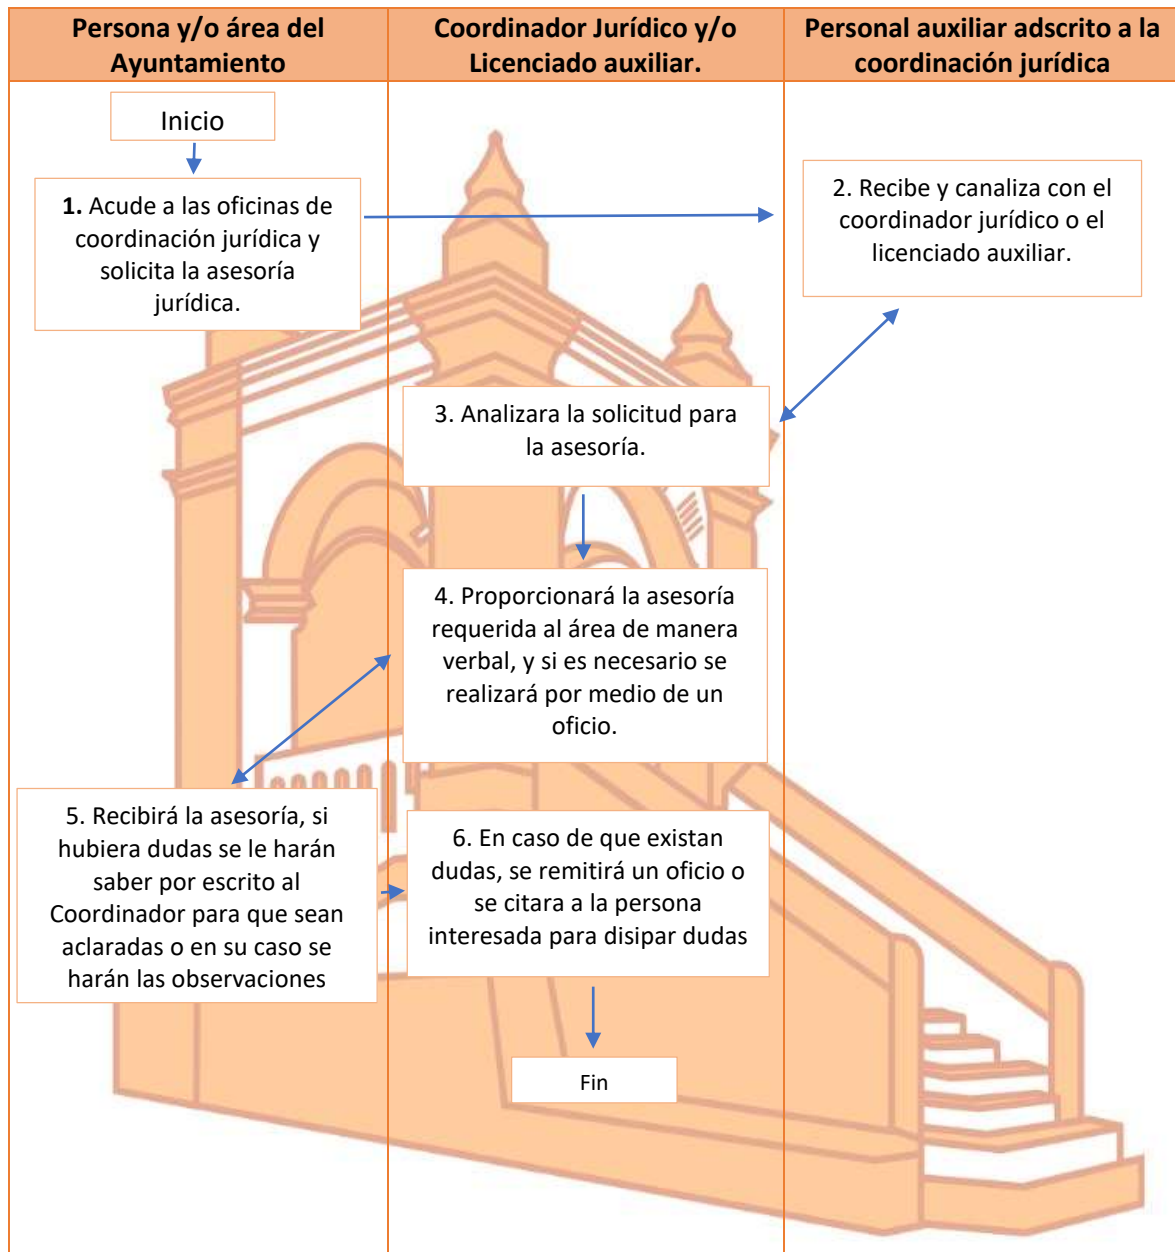 Persona y/o área del
Ayuntamiento
Coordinador Jurídico y/o
Licenciado auxiliar.
Personal auxiliar adscrito a la
coordinación jurídica
Inicio
1. Acude a las oficinas de
coordinación jurídica y
solicita la asesoría
jurídica.
2. Recibe y canaliza con el
coordinador jurídico o el
licenciado auxiliar.
3. Analizara la solicitud para
la asesoría.
4. Proporcionará la asesoría
requerida al área de manera
verbal, y si es necesario se
realizará por medio de un
oficio.
5. Recibirá la asesoría, si
hubiera dudas se le harán
saber por escrito al
Coordinador para que sean
aclaradas o en su caso se
harán las observaciones
6. En caso de que existan
dudas, se remitirá un oficio o
se citara a la persona
interesada para disipar dudas
Fin